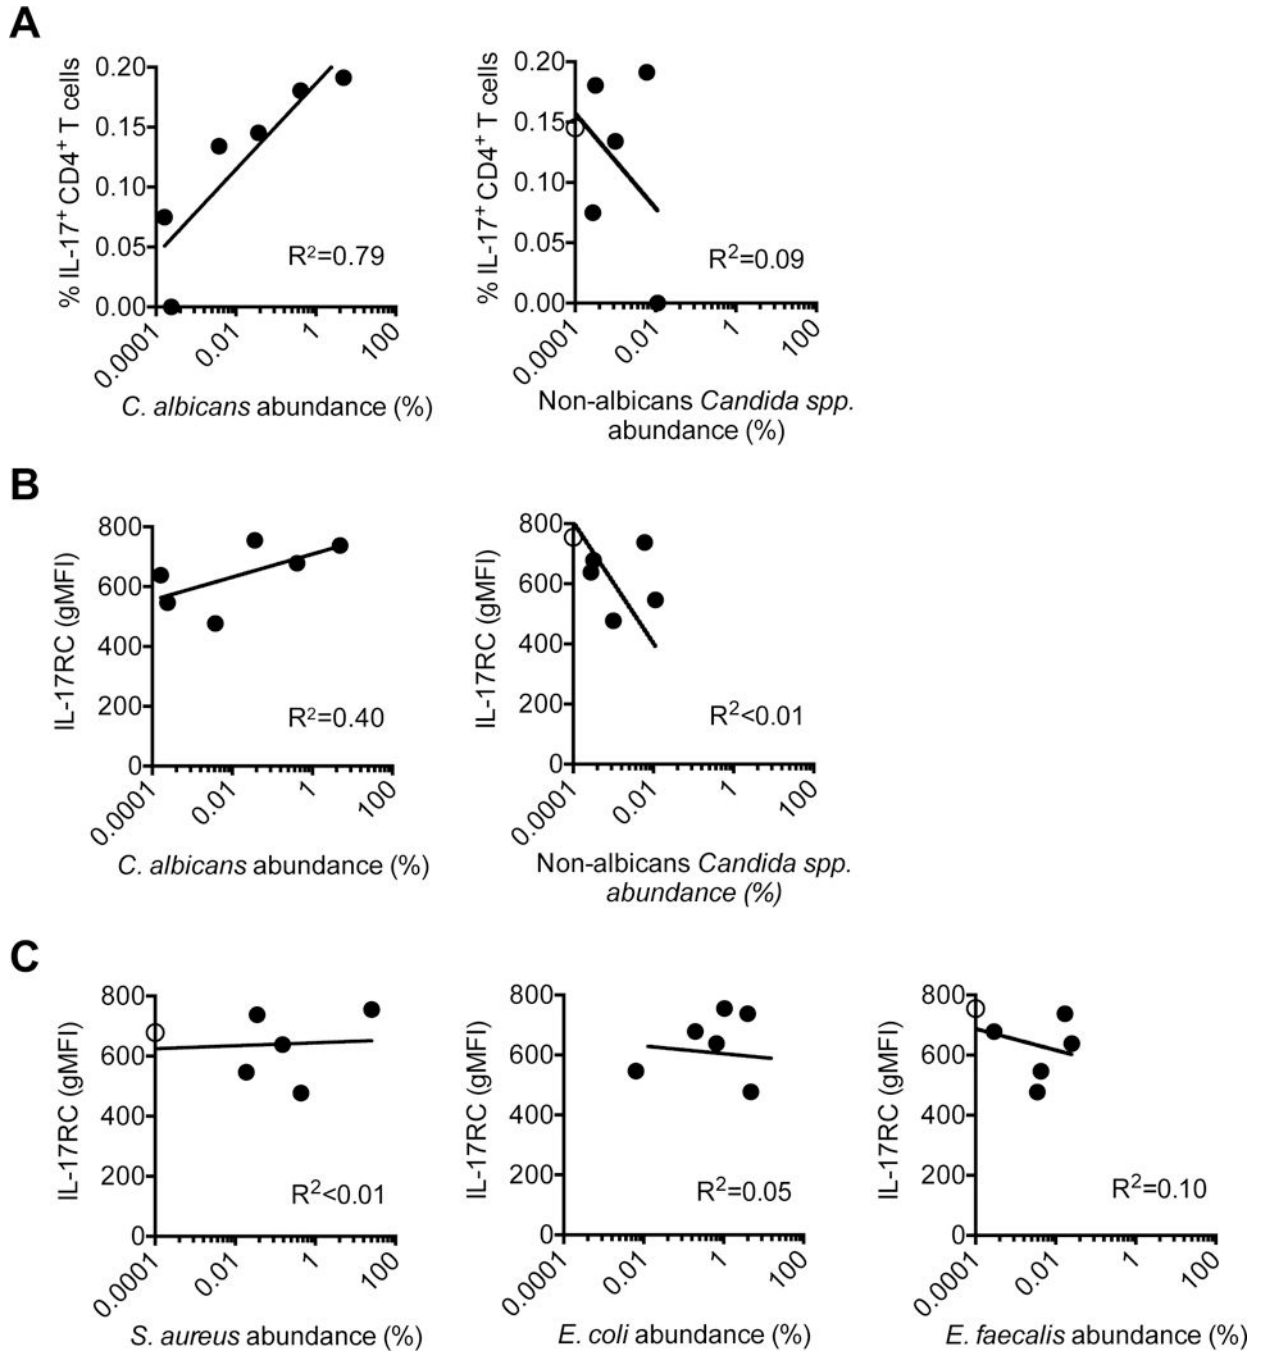 A
% IL-17+ CD4+ T cells
0.20
0.15
0.10
0.05
0.00
R2=0.79
0.0001
0.01
1
100
C. albicans abundance (%)
% IL-17+ CD4+ T cells
0.20
0.15
0.10
0.05
0.00
R2=0.09
0.0001
0.01
1
100
Non-albicans Candida spp.
abundance (%)
B
IL-17RC (gMFI)
800
600
400
200
0
R2=0.40
0.0001
0.01
1
100
C. albicans abundance (%)
IL-17RC (gMFI)
800
600
400
200
0
R2<0.01
0.0001
0.01
1
100
Non-albicans Candida spp.
abundance (%)
C
IL-17RC (gMFI)
800
600
400
200
0
R2<0.01
0.0001
0.01
1
100
S. aureus abundance (%)
IL-17RC (gMFI)
800
600
400
200
0
R2=0.05
0.0001
0.01
1
100
E. coli abundance (%)
IL-17RC (gMFI)
800
600
400
200
0
R2=0.10
0.0001
0.01
1
100
E. faecalis abundance (%)